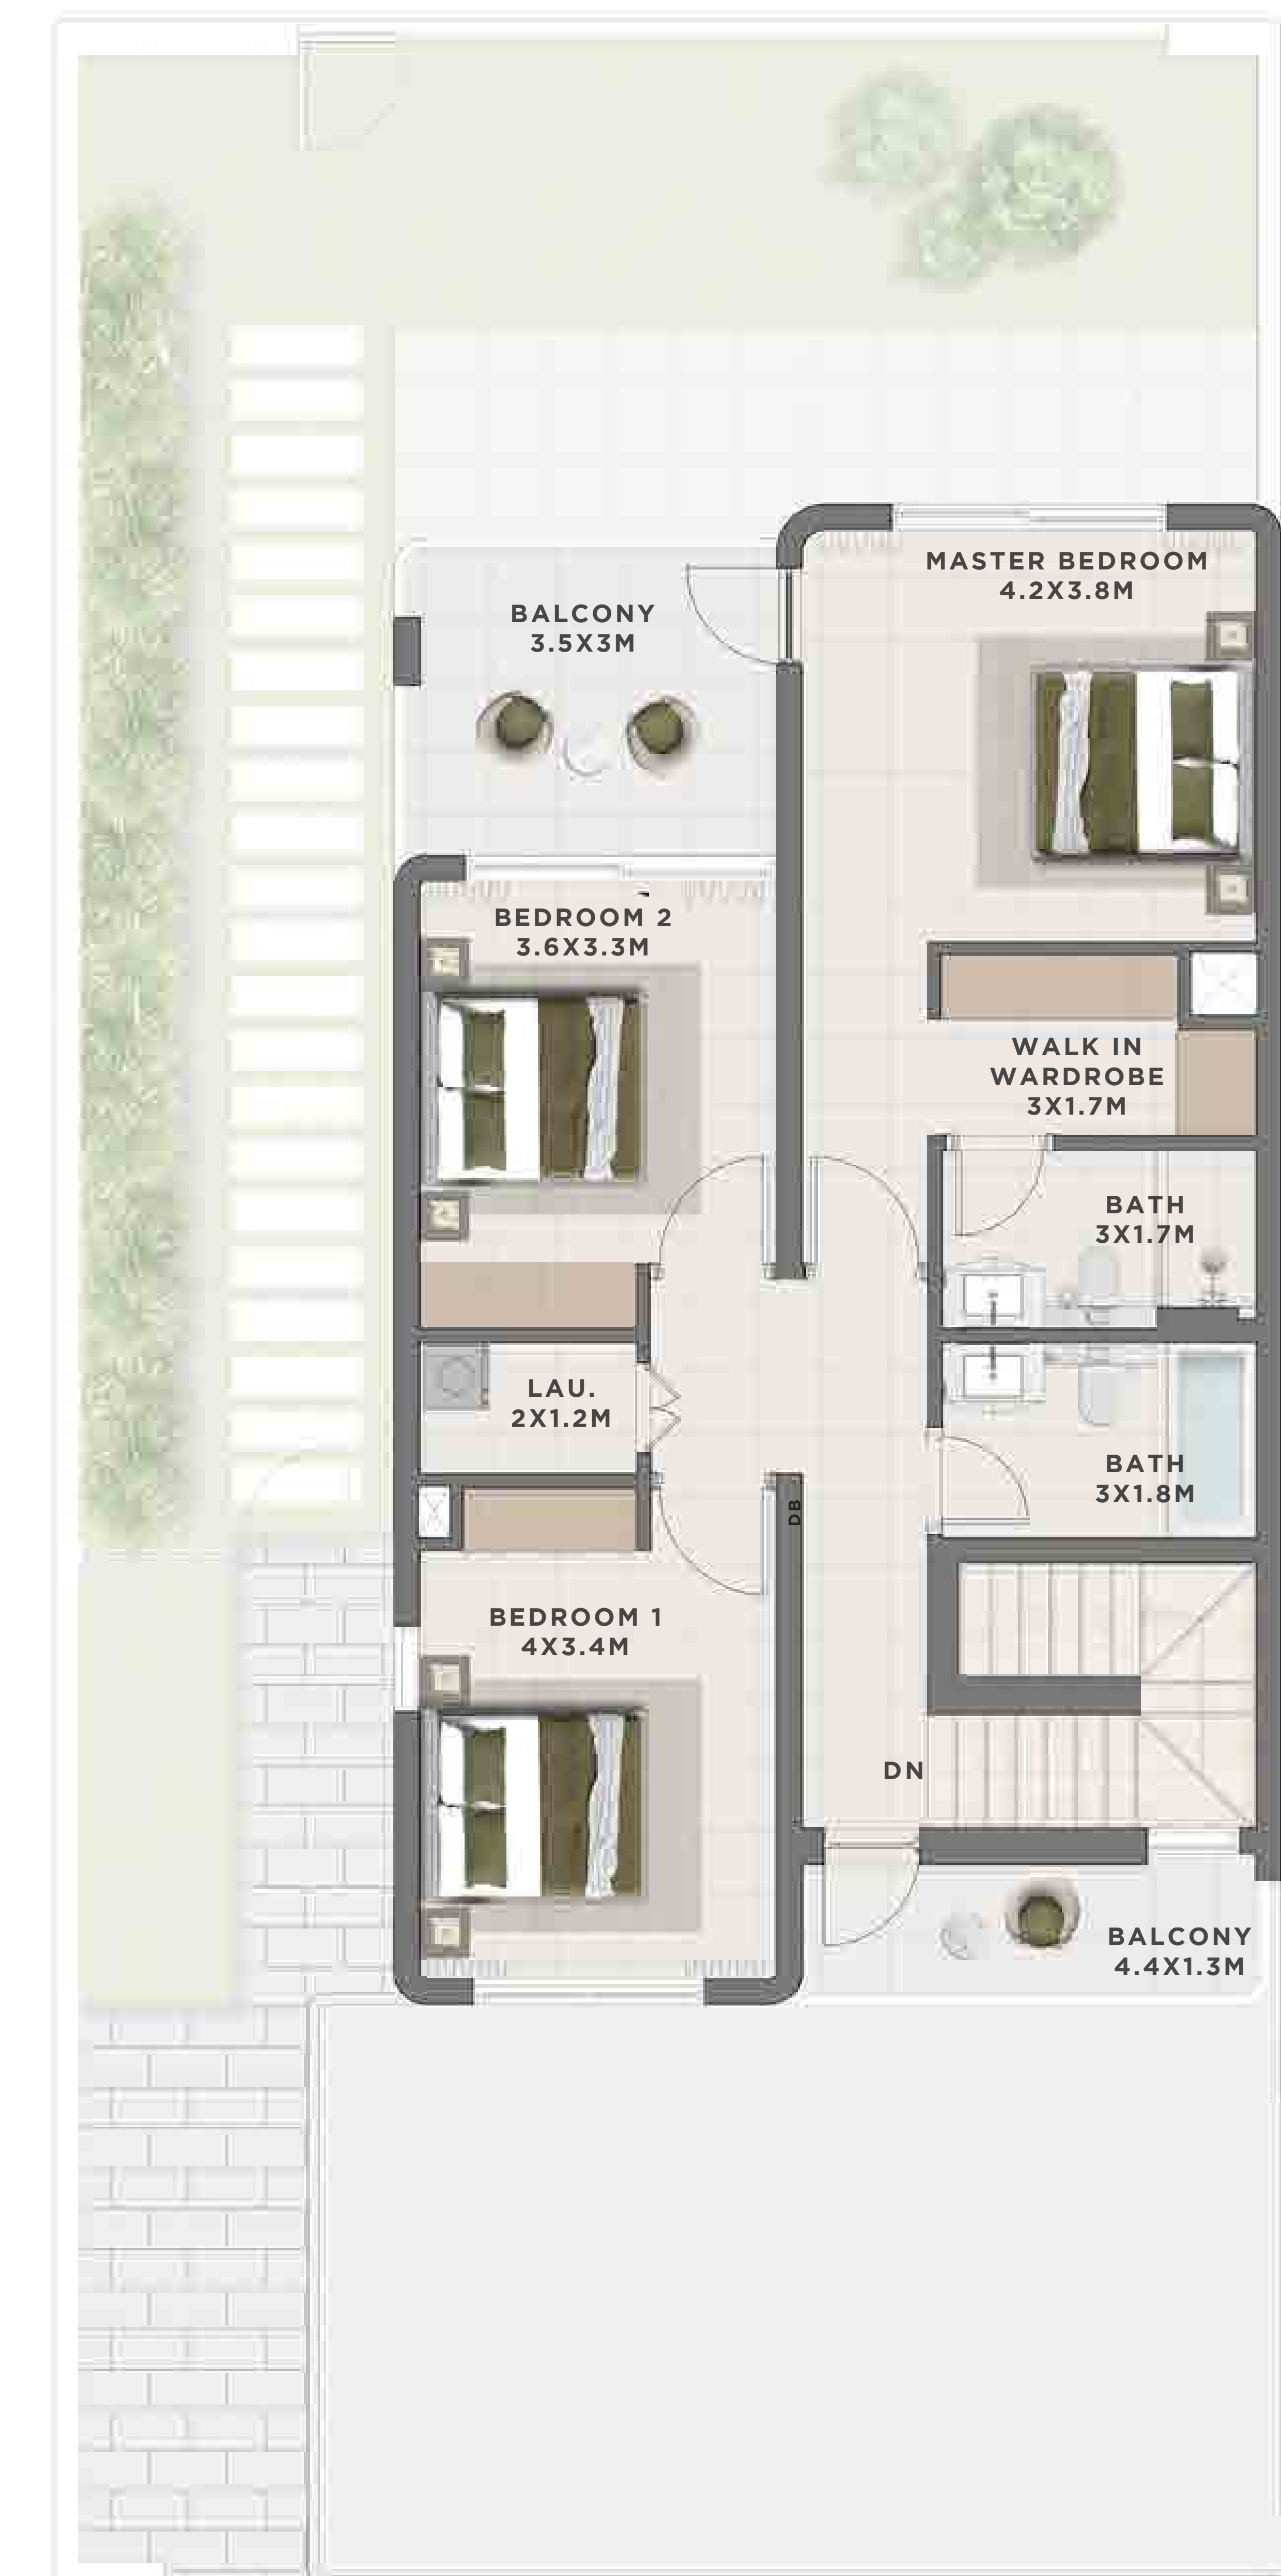 MASTER BEDROOM
4.2X3.8M
BALCONY
3.5X3M
BEDROOM 2
3.6X3.3M
WALK IN
WARDROBE
3X1.7M
BATH
3X1.7M
LAU.
2X1.2M
BATH
3X1.8M
DB
BEDROOM 1
4X3.4M
DN
BALCONY
4.4X1.3M